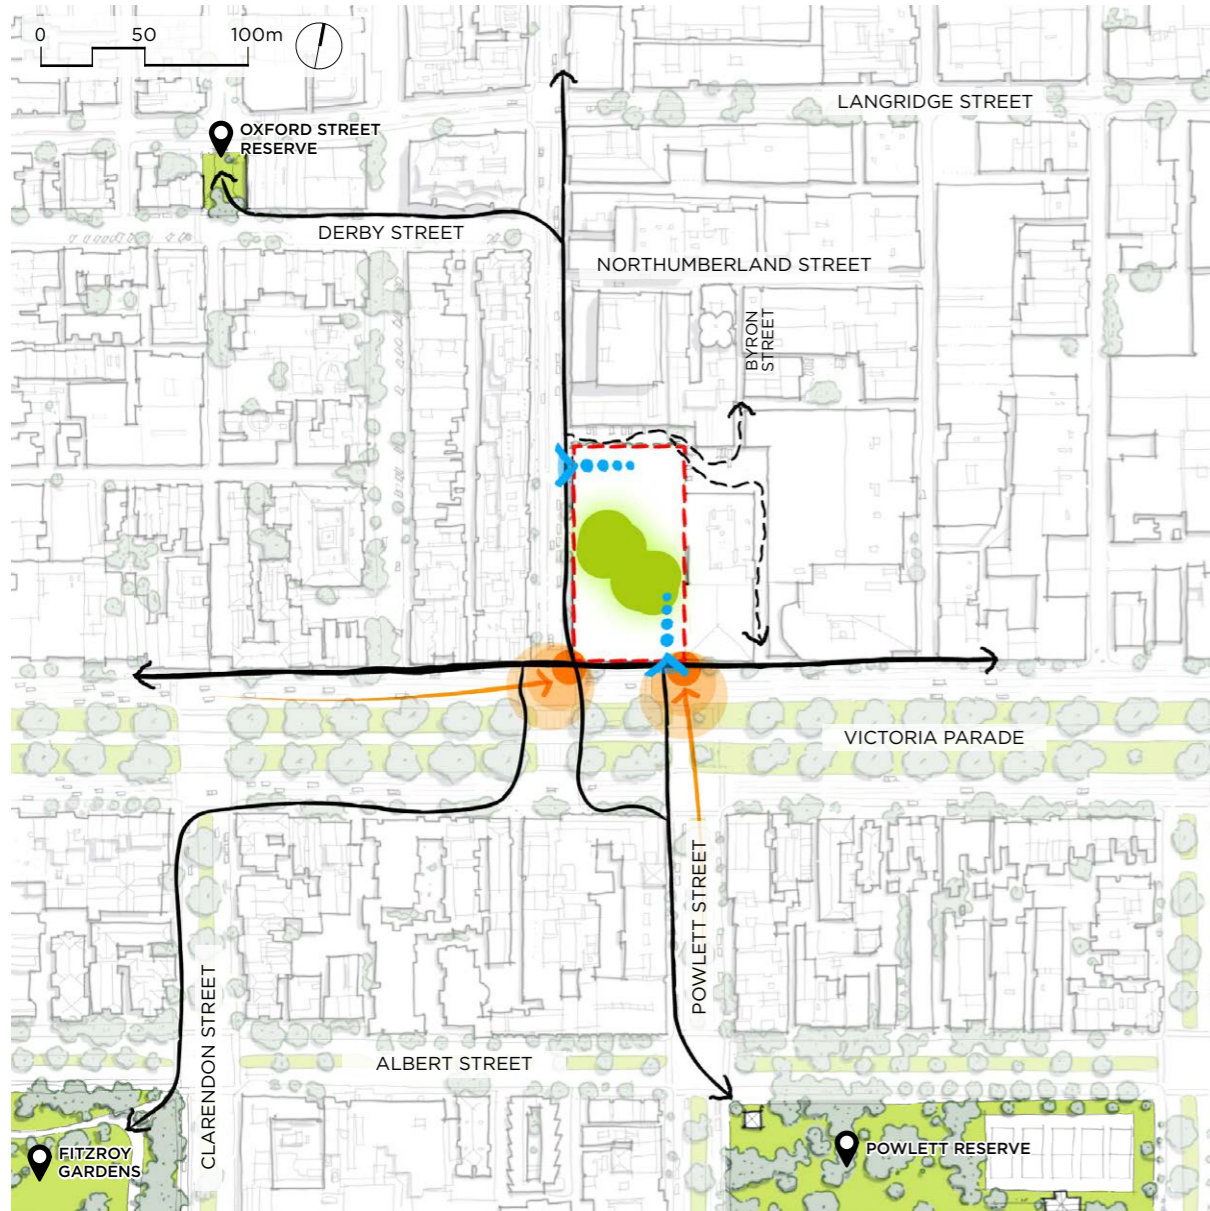 0 50 100m
LANGRIDGE STREET
OXFORD STREET
RESERVE
DERBY STREET
NORTHUMBERLAND STREET
BYRON
STREET
VICTORIA PARADE
POWLETT STREET
CLARENDON STREET
ALBERT STREET
FITZROY
GARDENS
POWLETT RESERVE